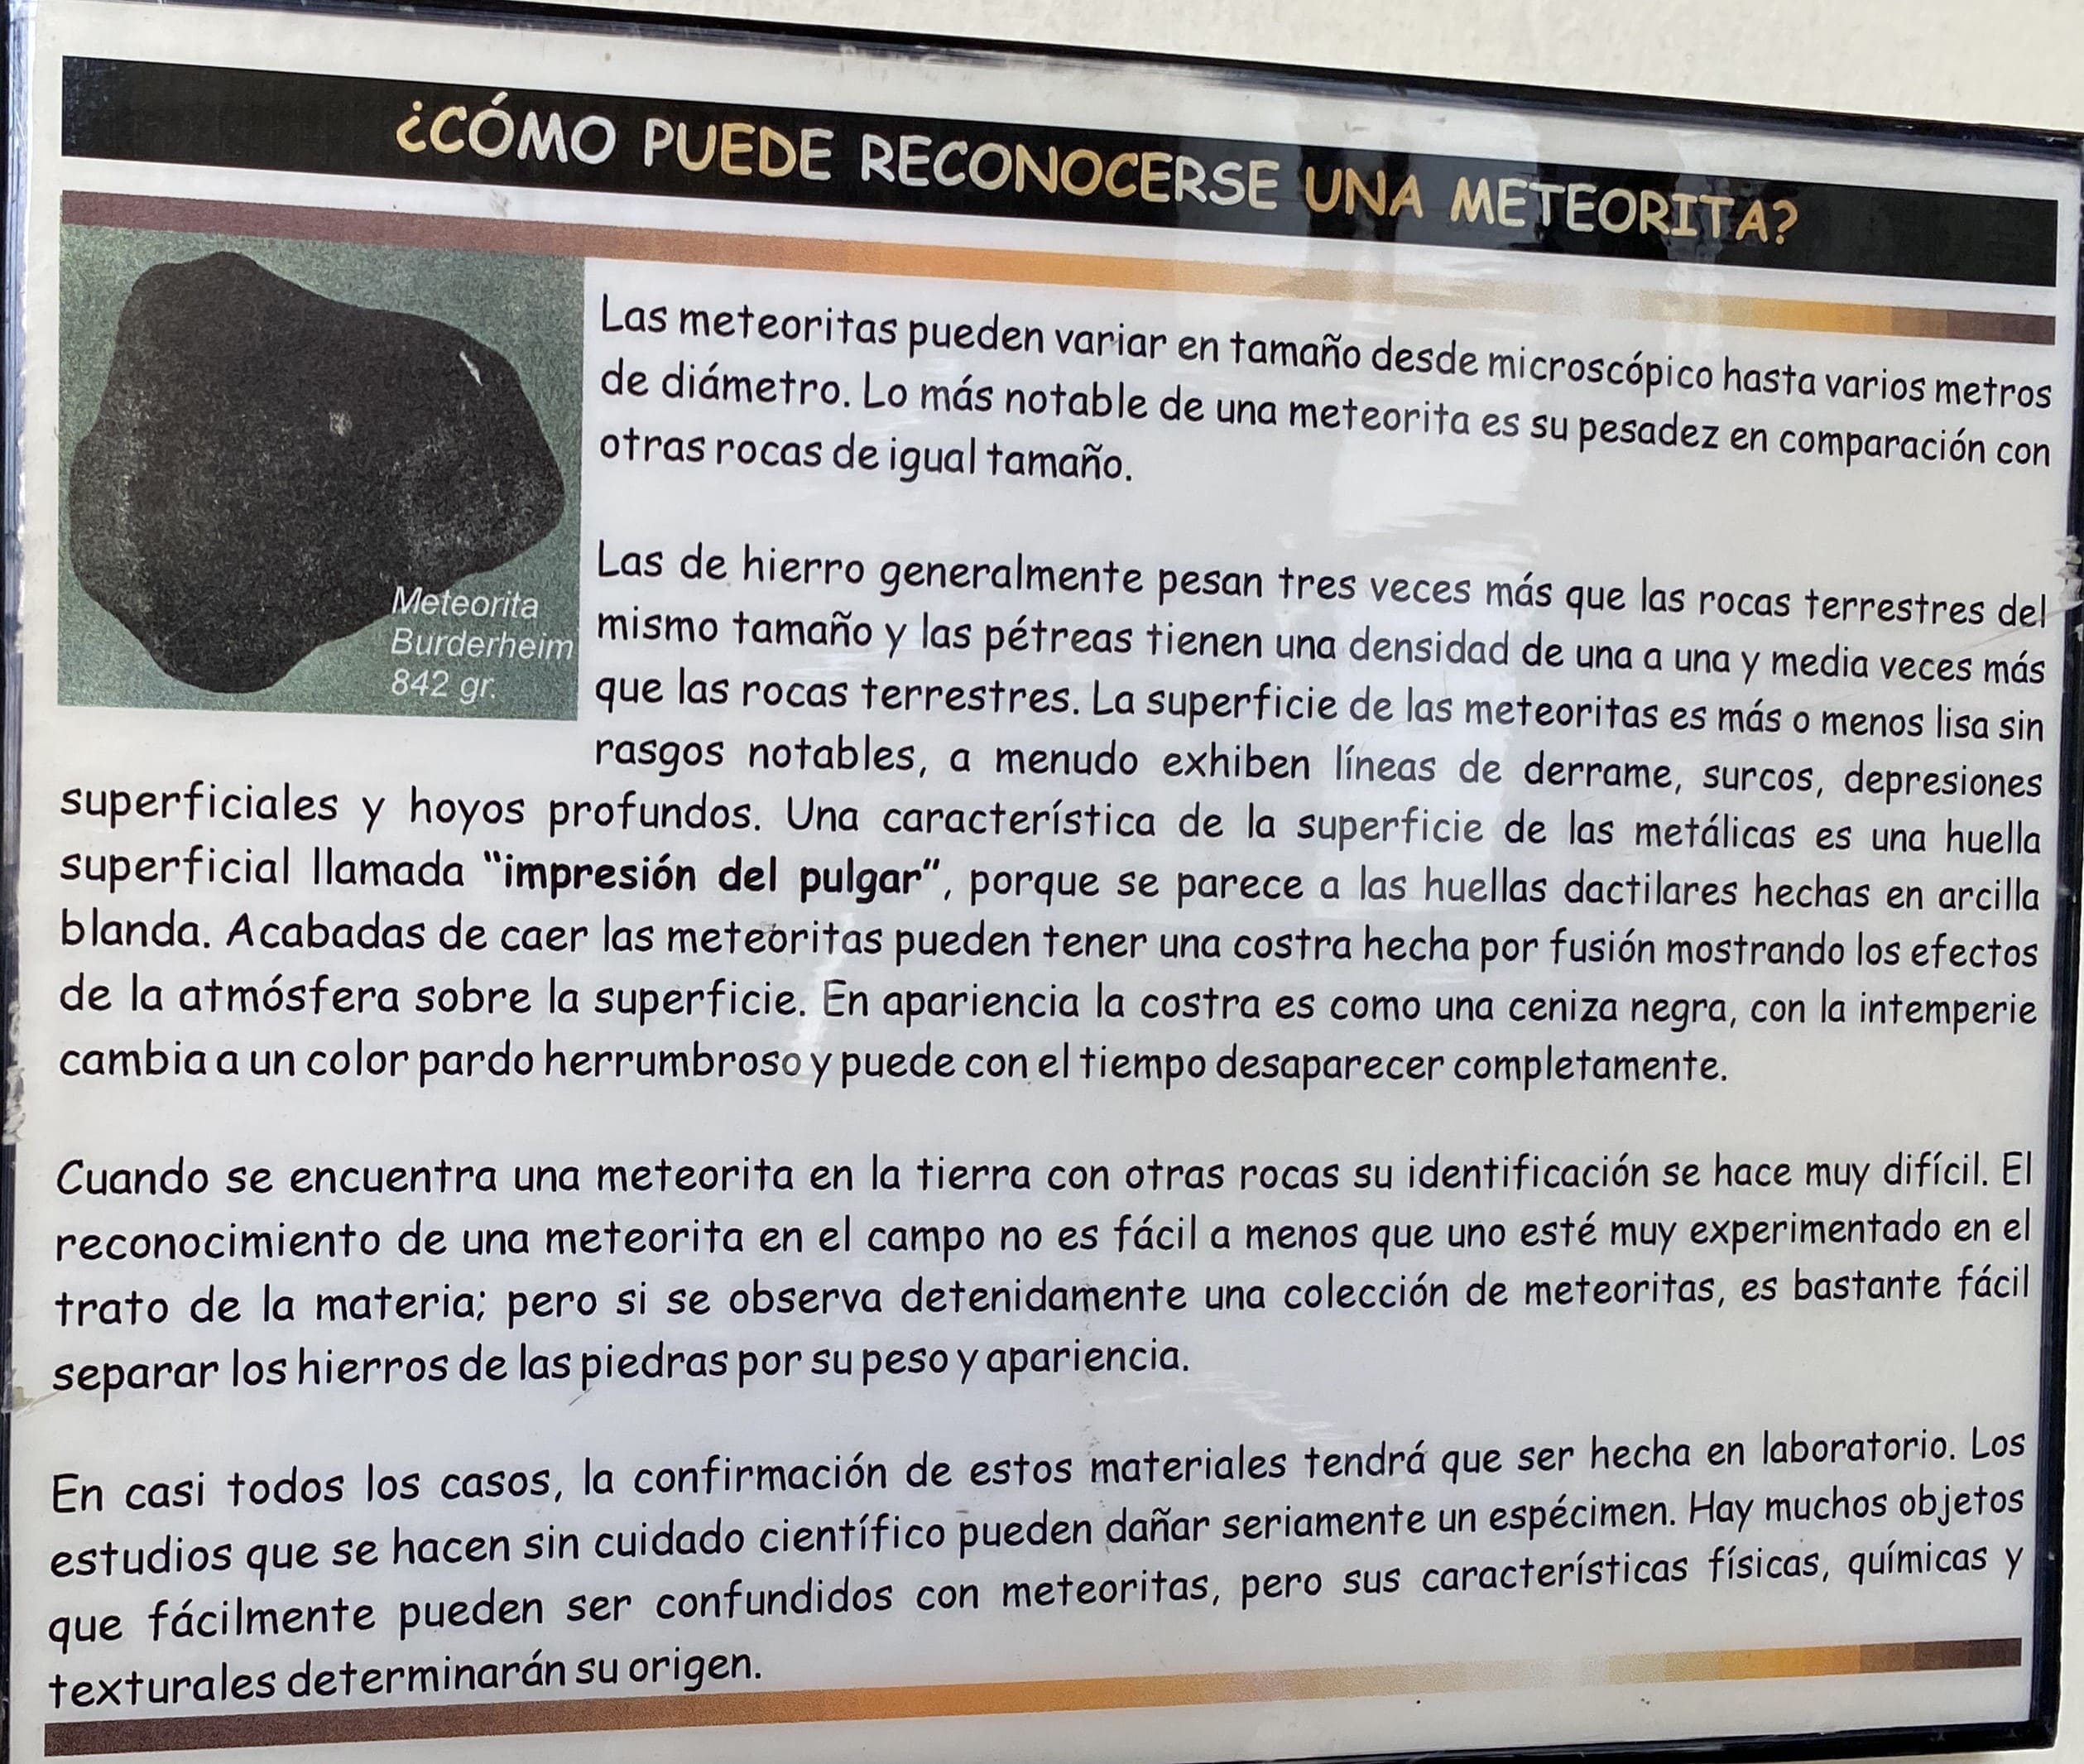 ¿CÓMO PUEDE RECONOCERSE UNA METEORITA?
Las meteoritas pueden variar en tamaño desde microscópico hasta varios metros
de diámetro. Lo más notable de una meteorita es su pesadez en comparación con
otras rocas de igual tamaño.
Meteorita
Burderheim
842 gr.
Las de hierro generalmente pesan tres veces más que las rocas terrestres del
mismo tamaño y las pétreas tienen una densidad de una a una y media veces más
que las rocas terrestres. La superficie de las meteoritas es más o menos lisa sin
rasgos notables, a menudo exhiben líneas de derrame, surcos, depresiones
superficiales y hoyos profundos. Una característica de la superficie de las metálicas es una huella
superficial llamada "impresión del pulgar", porque se parece a las huellas dactilares hechas en arcilla
blanda. Acabadas de caer las meteoritas pueden tener una costra hecha por fusión mostrando los efectos
de la atmósfera sobre la superficie. En apariencia la costra es como una ceniza negra, con la intemperie
cambia a un color pardo herrumbroso y puede con el tiempo desaparecer completamente.
Cuando se encuentra una meteorita en la tierra con otras rocas su identificación se hace muy difícil. El
reconocimiento de una meteorita en el campo no es fácil a menos que uno esté muy experimentado en el
trato de la materia; pero si se observa detenidamente una colección de meteoritas, es bastante fácil
separar los hierros de las piedras por su peso y apariencia.
En casi todos los casos, la confirmación de estos materiales tendrá que ser hecha en laboratorio. Los
estudios que se hacen sin cuidado científico pueden dañar seriamente un espécimen. Hay muchos objetos
que fácilmente pueden ser confundidos con meteoritas, pero sus características físicas, químicas y
texturales determinarán su origen.